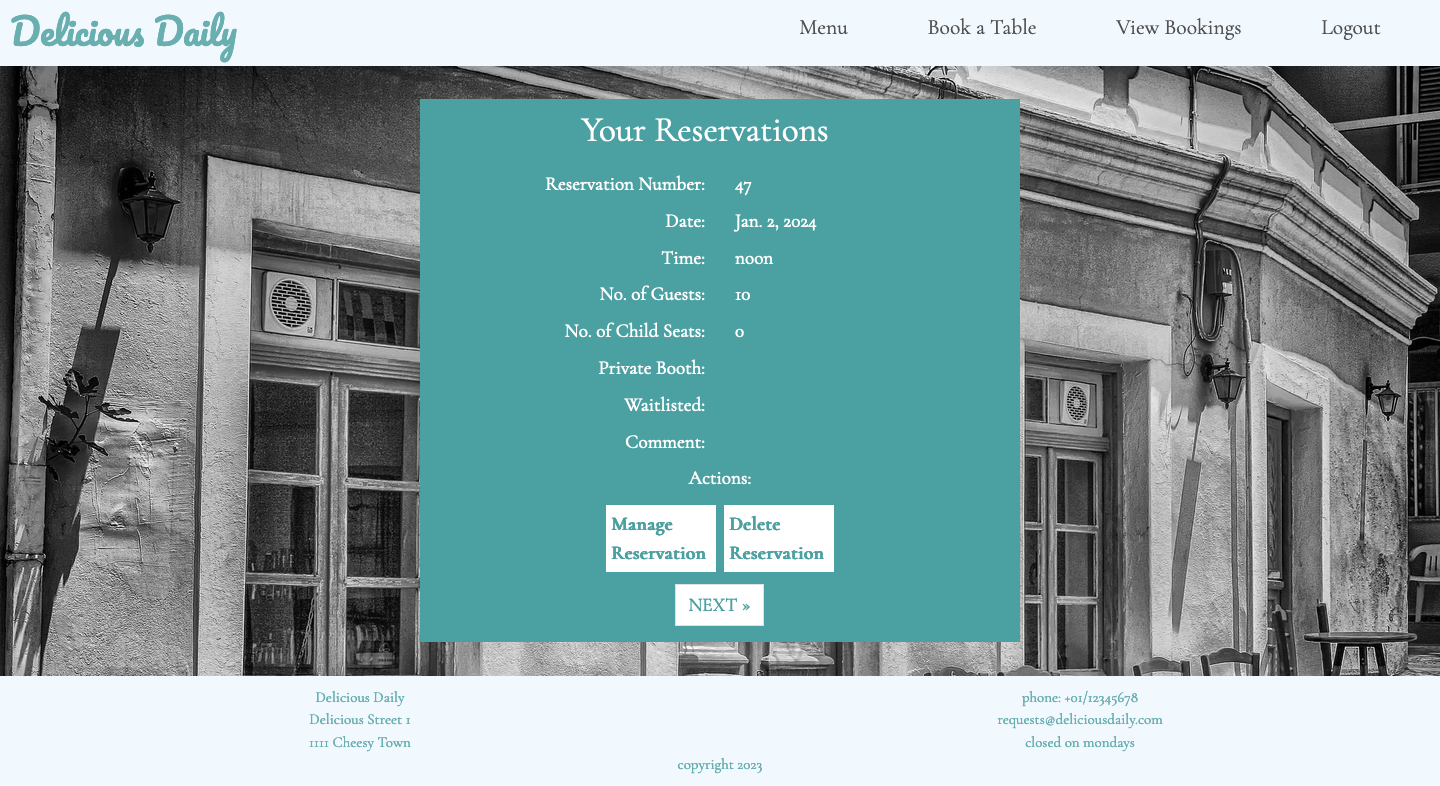 Delicious Daily
Menu Book a Table View Bookings Logout
Your Reservations
Reservation Number: 47
Date: Jan. 2, 2024
Time: noon
No. of Guests: 10
No. of Child Seats: 0
Private Booth:
Waitlisted:
Comment:
Actions:
Manage Reservation
Delete Reservation
NEXT »
Delicious Daily
Delicious Street 1
1111 Cheesy Town
phone: +01/12345678
requests@deliciousdaily.com
closed on mondays
copyright 2023